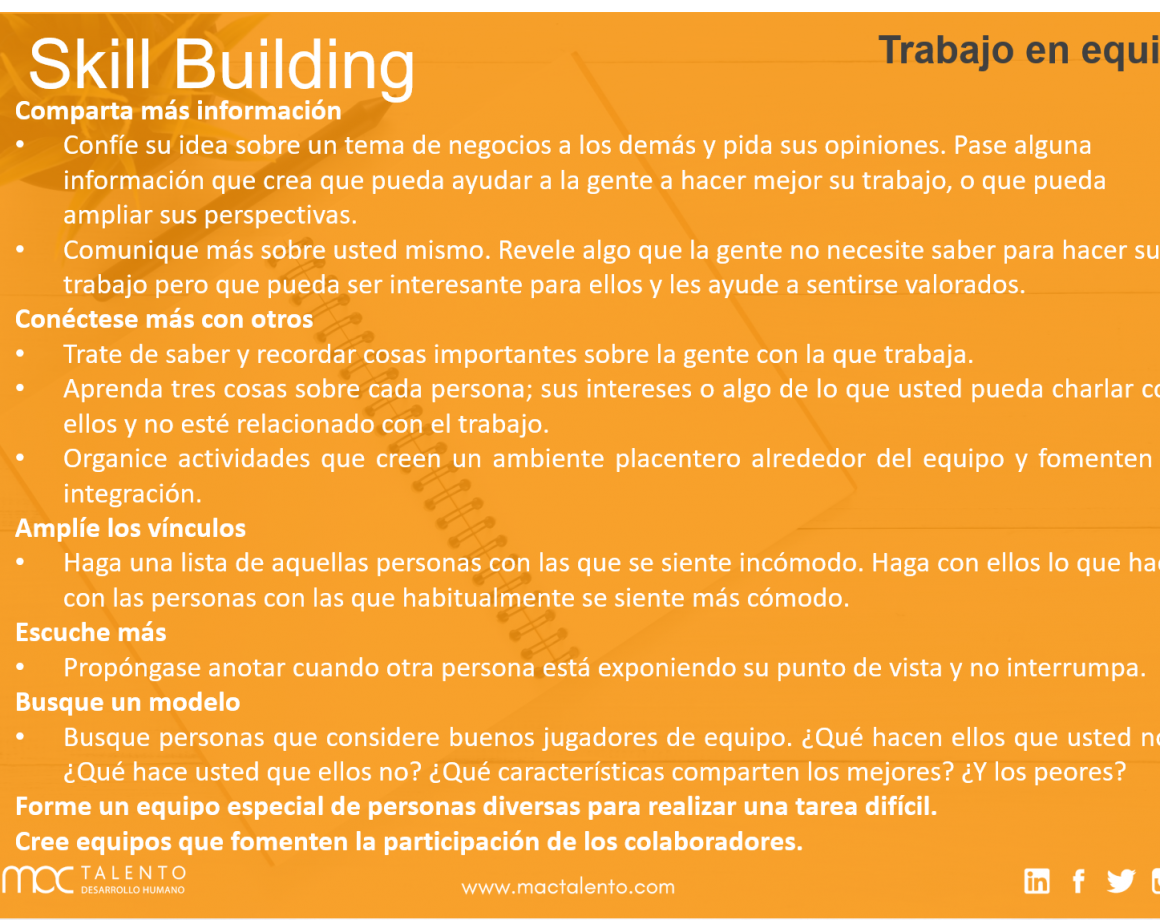 Skill Building
Trabajo en equi
Comparta más información
• Confíe su idea sobre un tema de negocios a los demás y pida sus opiniones. Pase alguna
información que crea que pueda ayudar a la gente a hacer mejor su trabajo, o que pueda
ampliar sus perspectivas.
• Comunique más sobre usted mismo. Revele algo que la gente no necesite saber para hacer su
trabajo pero que pueda ser interesante para ellos y les ayude a sentirse valorados.
Conéctese más con otros
• Trate de saber y recordar cosas importantes sobre la gente con la que trabaja.
• Aprenda tres cosas sobre cada persona; sus intereses o algo de lo que usted pueda charlar co
ellos y no esté relacionado con el trabajo.
• Organice actividades que creen un ambiente placentero alrededor del equipo y fomenten
integración.
Amplíe los vínculos
• Haga una lista de aquellas personas con las que se siente incómodo. Haga con ellos lo que hac
con las personas con las que habitualmente se siente más cómodo.
Escuche más
• Propóngase anotar cuando otra persona está exponiendo su punto de vista y no interrumpa.
Busque un modelo
• Busque personas que considere buenos jugadores de equipo. ¿Qué hacen ellos que usted no
¿Qué hace usted que ellos no? ¿Qué características comparten los mejores? ¿Y los peores?
Forme un equipo especial de personas diversas para realizar una tarea difícil.
Cree equipos que fomenten la participación de los colaboradores.
mac TALENTO
DESARROLLO HUMANO
www.mactalento.com